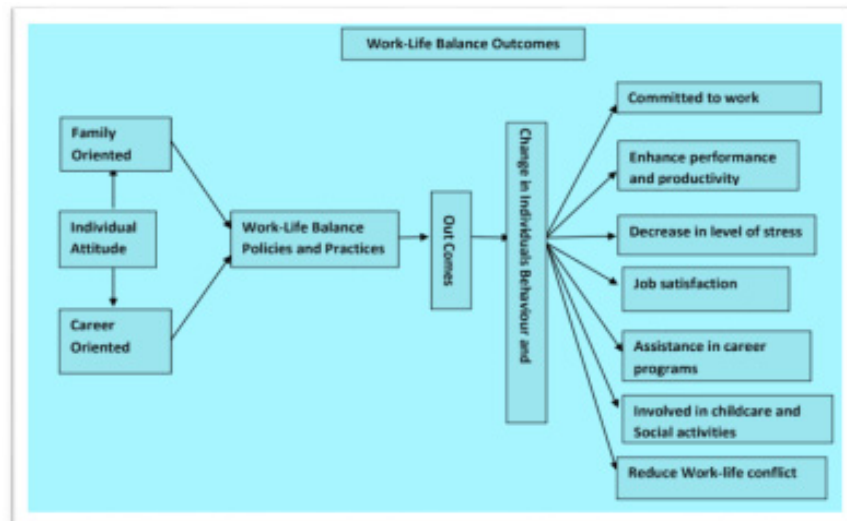 Work-Life Balance Outcomes
Family
Oriented
Individual
Attitude
Career
Oriented
Work-Life Balance
Policies and Practices
Out Comes
Change in Individuals Behaviour and
Committed to work
Enhance performance
and productivity
Decrease in level of stress
Job satisfaction
Assistance in career
programs
Involved in childcare and
Social activities
Reduce Work-life conflict